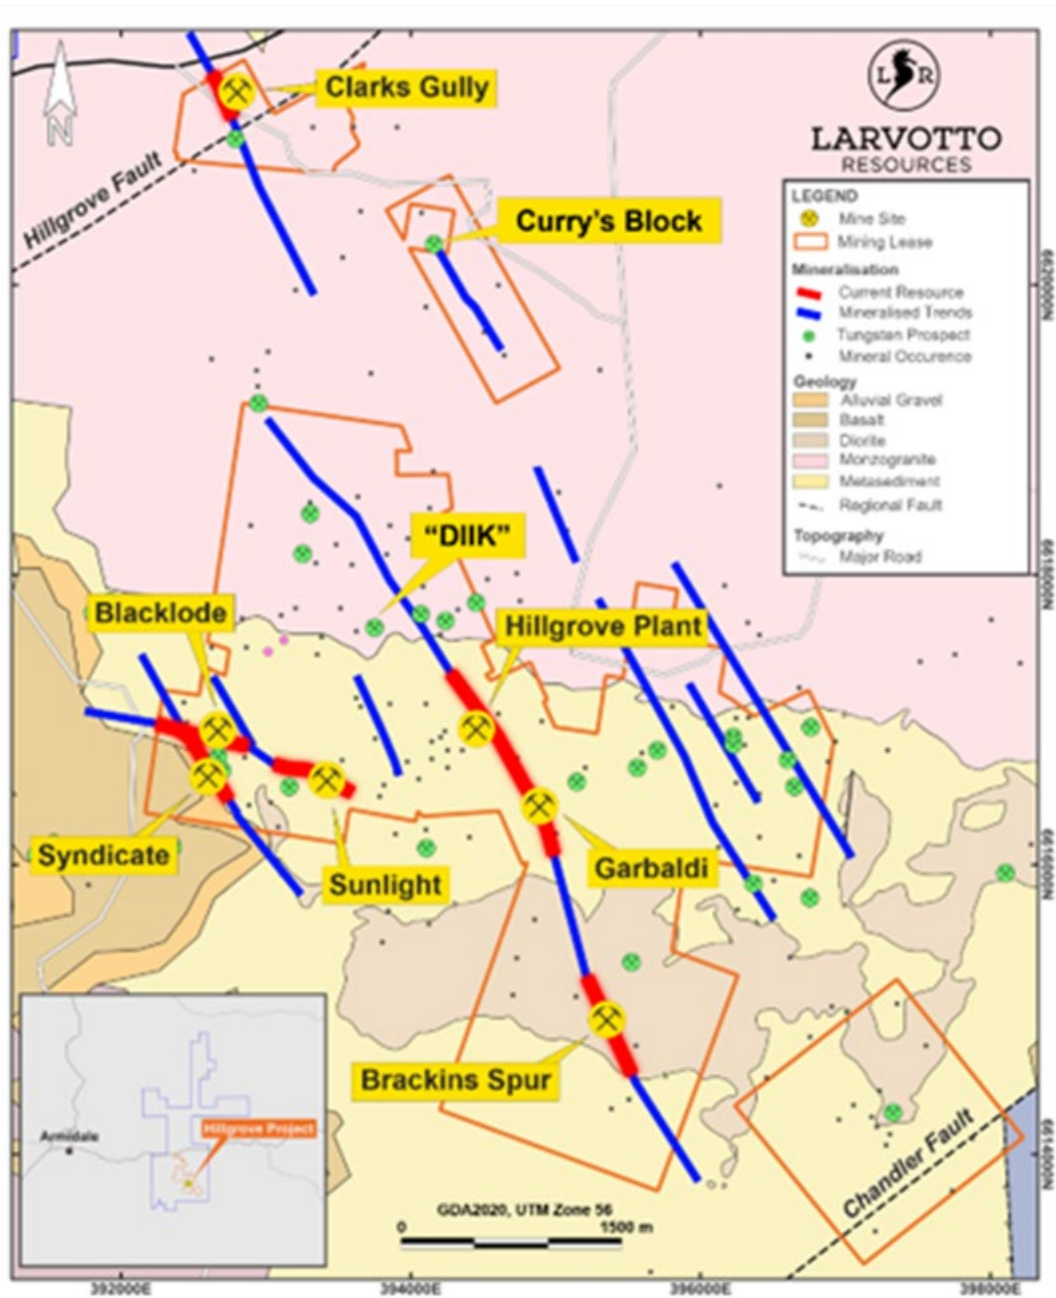 Clarks Gully
L R
LARVOTTO
RESOURCES
N
Hillgrove Fault
Curry's Block
LEGEND
Mine Site
Mining Lease
Mineralisation
Current Resource
Mineralised Trends
Tungsten Prospect
Mineral Occurence
Geology
Alluvial Gravel
Basalt
Diorite
Monzogranite
Metasediment
Regional Fault
Topography
Major Road
6620000N
"DIIK"
6618000N
Blacklode
Hillgrove Plant
Syndicate
Sunlight
Garbaldi
6616000N
Brackins Spur
Armidale
Hillgrove Project
Chandler Fault
6614000N
GDA2020, UTM Zone 56
0 1500 m
392000E 394000E 396000E 398000E